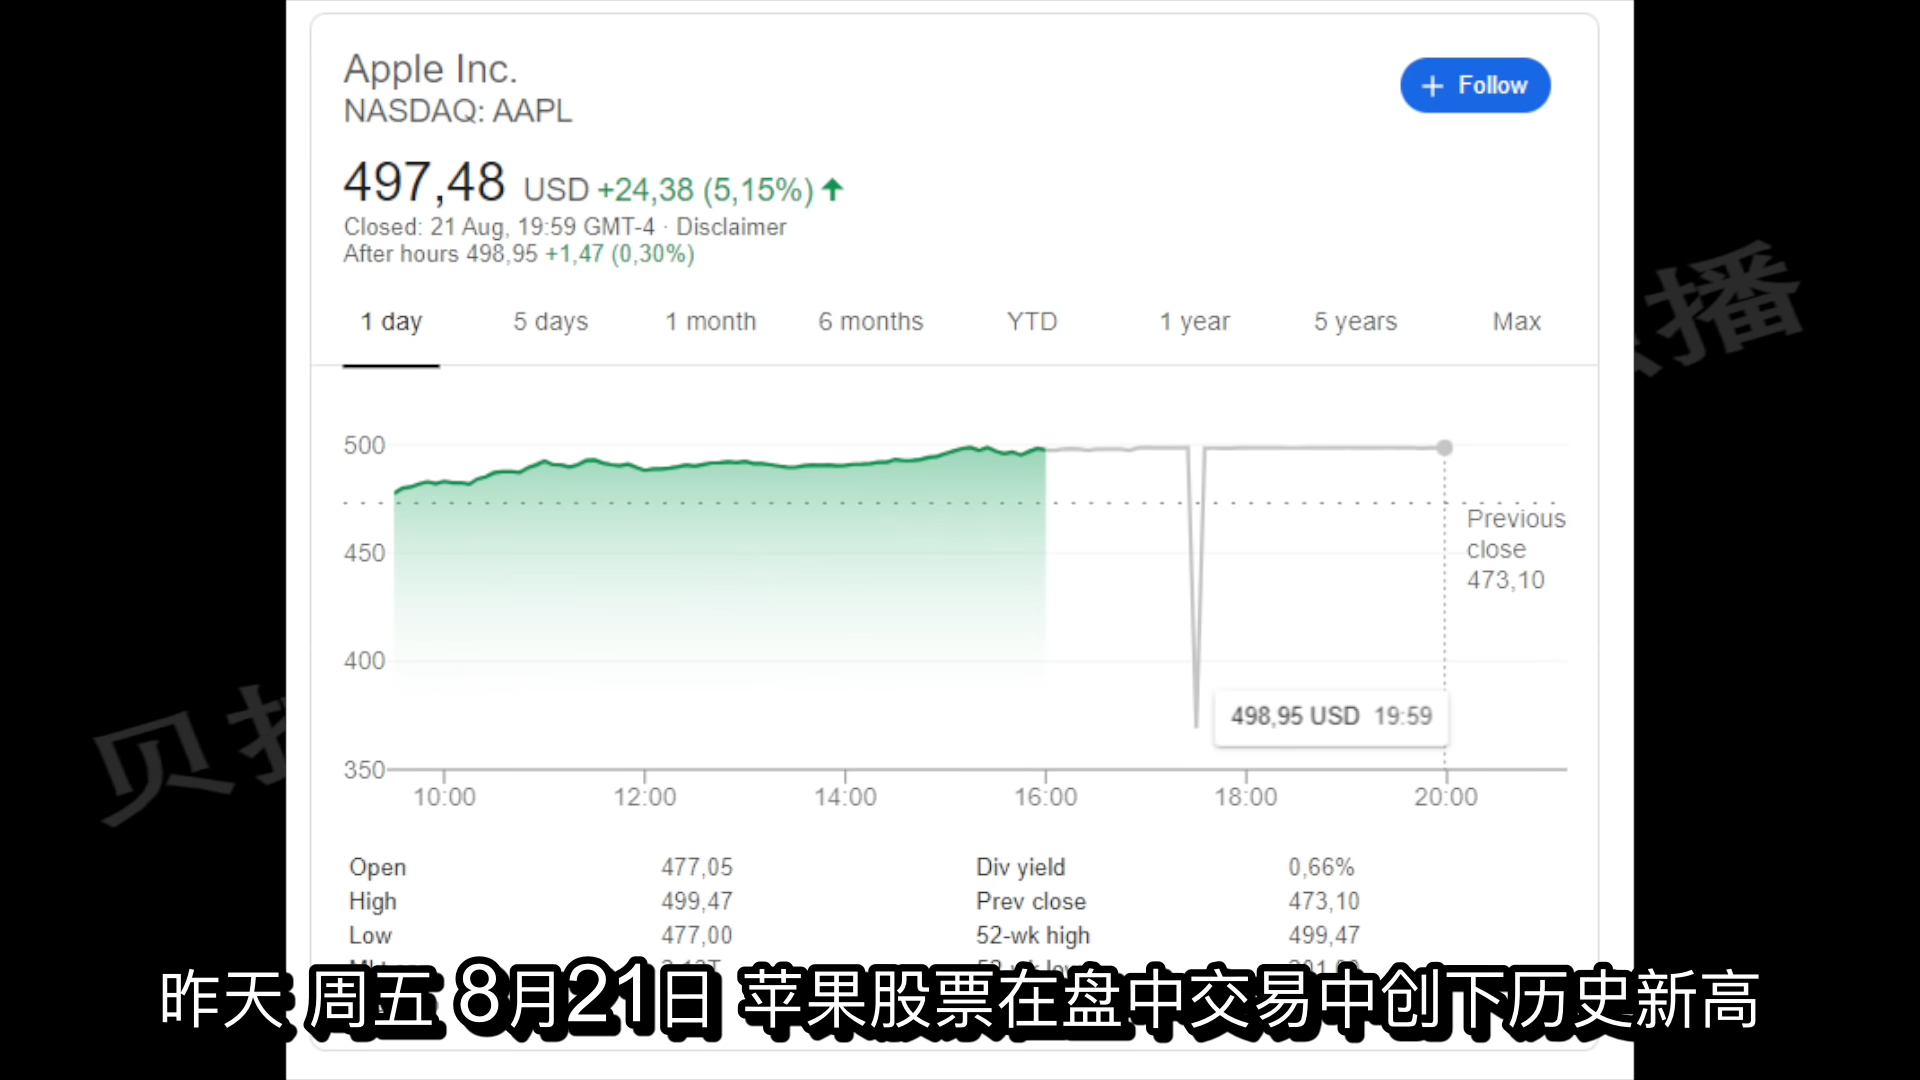 Apple Inc.
NASDAQ: AAPL
+ Follow
497,48 USD +24,38 (5,15%)
Closed: 21 Aug, 19:59 GMT-4 · Disclaimer
After hours 498,95 +1,47 (0,30%)
1 day 5 days 1 month 6 months YTD 1 year 5 years Max
500
450
400
350
Previous
close
473,10
498,95 USD 19:59
10:00 12:00 14:00 16:00 18:00 20:00
Open 477,05 Div yield 0,66%
High 499,47 Prev close 473,10
Low 477,00 52-wk high 499,47
昨天 周五 8月21日 苹果股票在盘中交易中创下历史新高
贝
播